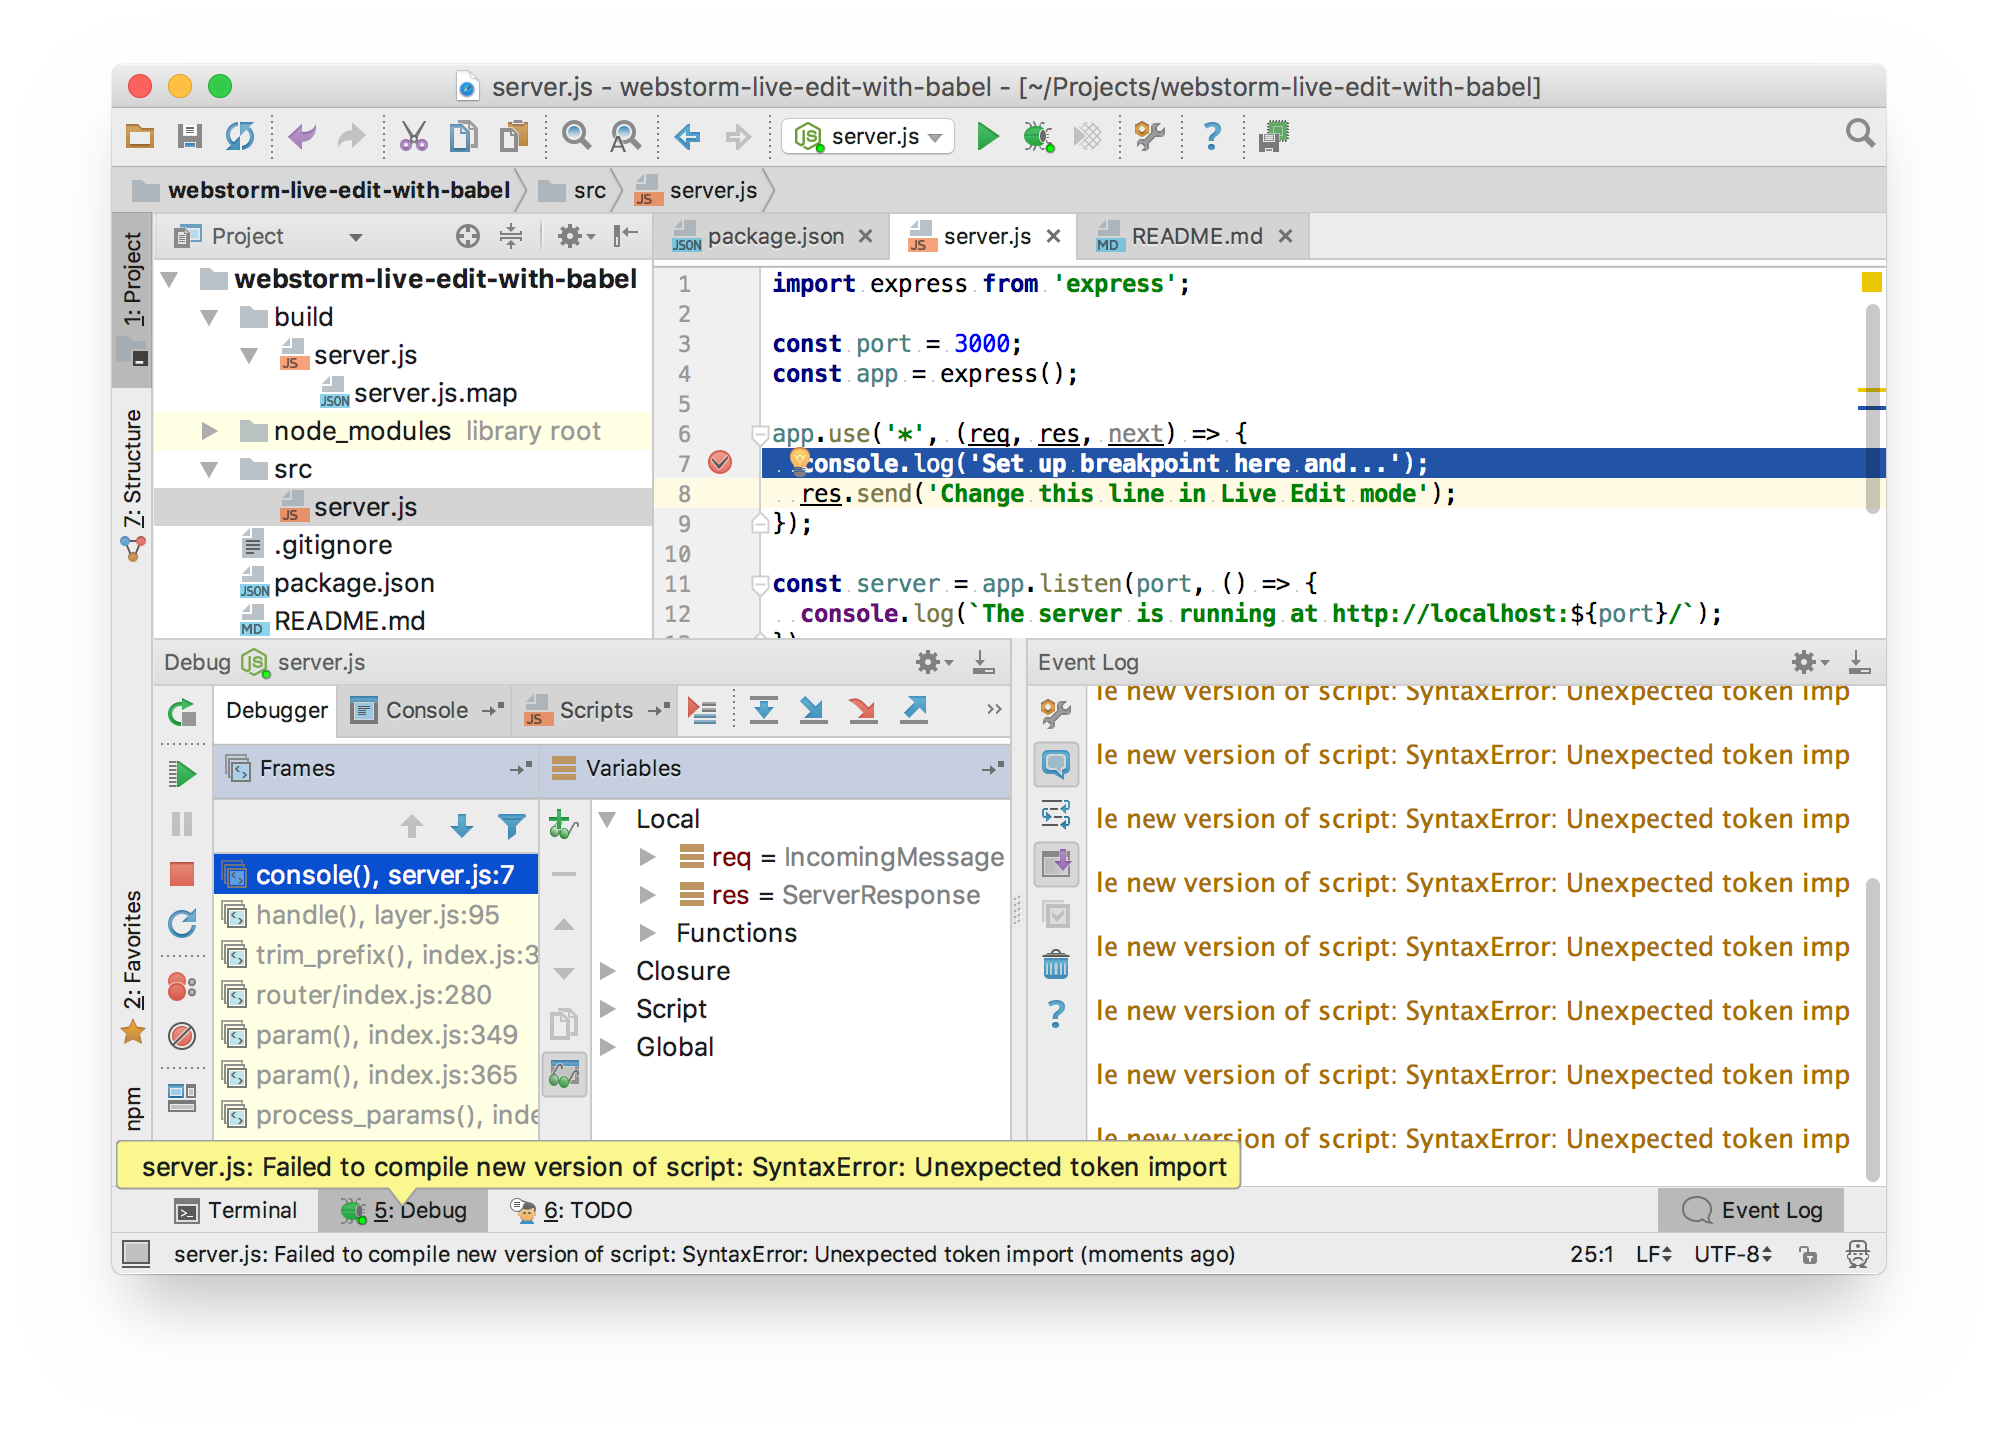 server.js - webstorm-live-edit-with-babel - [~/Projects/webstorm-live-edit-with-babel]
server.js
webstorm-live-edit-with-babel src server.js
1: Project
7: Structure
2: Favorites
npm
Project
webstorm-live-edit-with-babel
build
server.js
server.js.map
node_modules library root
src
server.js
.gitignore
package.json
README.md
package.json server.js README.md
1 import express from 'express';
2
3 const port = 3000;
4 const app = express();
5
6 app.use('*', (req, res, next) => {
7 console.log('Set up breakpoint here and...');
8 res.send('Change this line in Live Edit mode');
9 });
10
11 const server = app.listen(port, () => {
12 console.log(`The server is running at http://localhost:${port}/`);
Debug server.js
Debugger Console Scripts
Frames
console(), server.js:7
handle(), layer.js:95
trim_prefix(), index.js:3
router/index.js:280
param(), index.js:349
param(), index.js:365
process_params(), inde
Variables
Local
req = IncomingMessage
res = ServerResponse
Functions
Closure
Script
Global
Event Log
le new version of script: SyntaxError: Unexpected token imp
le new version of script: SyntaxError: Unexpected token imp
le new version of script: SyntaxError: Unexpected token imp
le new version of script: SyntaxError: Unexpected token imp
le new version of script: SyntaxError: Unexpected token imp
le new version of script: SyntaxError: Unexpected token imp
le new version of script: SyntaxError: Unexpected token imp
le new version of script: SyntaxError: Unexpected token imp
server.js: Failed to compile new version of script: SyntaxError: Unexpected token import
Terminal 5: Debug 6: TODO Event Log
server.js: Failed to compile new version of script: SyntaxError: Unexpected token import (moments ago) 25:1 LF UTF-8